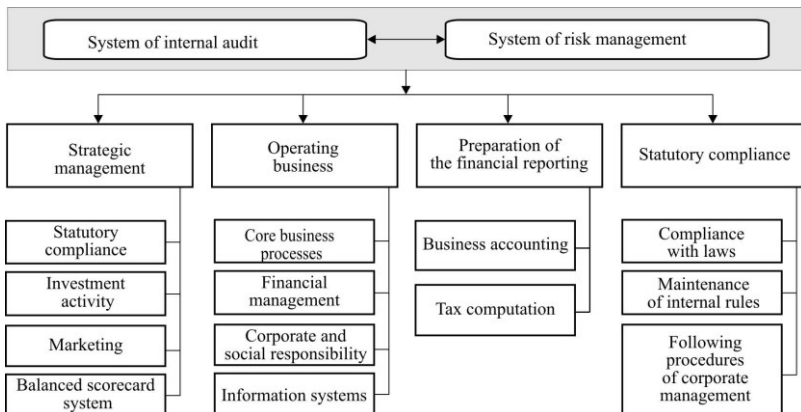 System of internal audit
System of risk management
Strategic
management
Operating
business
Preparation of
the financial reporting
Statutory compliance
Statutory
compliance
Investment
activity
Marketing
Balanced scorecard
system
Core business
processes
Financial
management
Corporate and
social responsibility
Information systems
Business accounting
Tax computation
Compliance
with laws
Maintenance
of internal rules
Following
procedures
of corporate
management